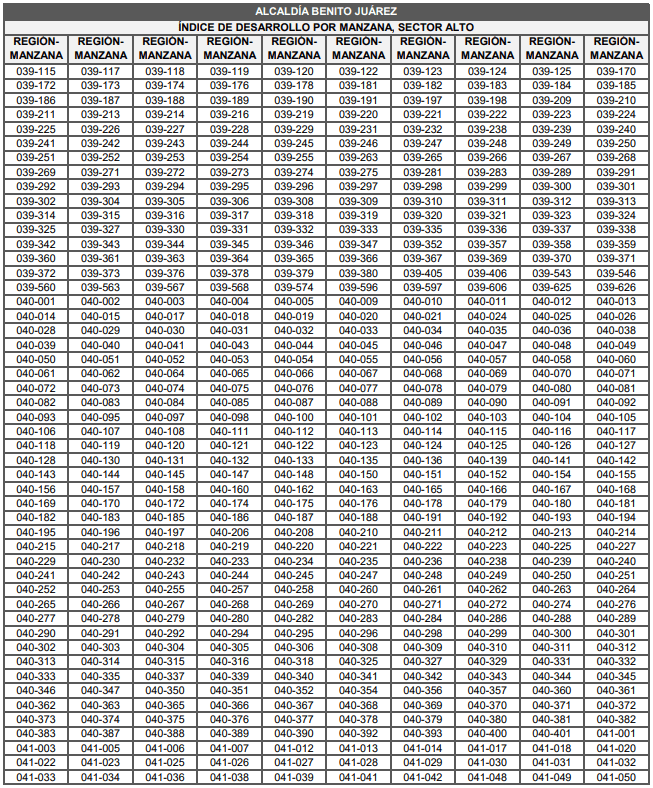 ALCALDÍA BENITO JUÁREZ
ÍNDICE DE DESARROLLO POR MANZANA, SECTOR ALTO
REGIÓN-MANZANA REGIÓN-MANZANA REGIÓN-MANZANA REGIÓN-MANZANA REGIÓN-MANZANA REGIÓN-MANZANA REGIÓN-MANZANA REGIÓN-MANZANA REGIÓN-MANZANA REGIÓN-MANZANA
039-115 039-117 039-118 039-119 039-120 039-122 039-123 039-124 039-125 039-170
039-172 039-173 039-174 039-176 039-178 039-181 039-182 039-183 039-184 039-185
039-186 039-187 039-188 039-189 039-190 039-191 039-197 039-198 039-209 039-210
039-211 039-213 039-214 039-216 039-219 039-220 039-221 039-222 039-223 039-224
039-225 039-226 039-227 039-228 039-229 039-231 039-232 039-238 039-239 039-240
039-241 039-242 039-243 039-244 039-245 039-246 039-247 039-248 039-249 039-250
039-251 039-252 039-253 039-254 039-255 039-263 039-265 039-266 039-267 039-268
039-269 039-271 039-272 039-273 039-274 039-275 039-281 039-283 039-289 039-291
039-292 039-293 039-294 039-295 039-296 039-297 039-298 039-299 039-300 039-301
039-302 039-304 039-305 039-306 039-308 039-309 039-310 039-311 039-312 039-313
039-314 039-315 039-316 039-317 039-318 039-319 039-320 039-321 039-323 039-324
039-325 039-327 039-330 039-331 039-332 039-333 039-335 039-336 039-337 039-338
039-342 039-343 039-344 039-345 039-346 039-347 039-352 039-357 039-358 039-359
039-360 039-361 039-363 039-364 039-365 039-366 039-367 039-369 039-370 039-371
039-372 039-373 039-376 039-378 039-379 039-380 039-405 039-406 039-543 039-546
039-560 039-563 039-567 039-568 039-574 039-596 039-597 039-606 039-625 039-626
040-001 040-002 040-003 040-004 040-005 040-009 040-010 040-011 040-012 040-013
040-014 040-015 040-017 040-018 040-019 040-020 040-021 040-024 040-025 040-026
040-028 040-029 040-030 040-031 040-032 040-033 040-034 040-035 040-036 040-038
040-039 040-040 040-041 040-043 040-044 040-045 040-046 040-047 040-048 040-049
040-050 040-051 040-052 040-053 040-054 040-055 040-056 040-057 040-058 040-060
040-061 040-062 040-064 040-065 040-066 040-067 040-068 040-069 040-070 040-071
040-072 040-073 040-074 040-075 040-076 040-077 040-078 040-079 040-080 040-081
040-082 040-083 040-084 040-085 040-087 040-088 040-089 040-090 040-091 040-092
040-093 040-095 040-097 040-098 040-100 040-101 040-102 040-103 040-104 040-105
040-106 040-107 040-108 040-111 040-112 040-113 040-114 040-115 040-116 040-117
040-118 040-119 040-120 040-121 040-122 040-123 040-124 040-125 040-126 040-127
040-128 040-130 040-131 040-132 040-133 040-135 040-136 040-139 040-141 040-142
040-143 040-144 040-145 040-147 040-148 040-150 040-151 040-152 040-154 040-155
040-156 040-157 040-158 040-160 040-162 040-163 040-165 040-166 040-167 040-168
040-169 040-170 040-172 040-174 040-175 040-176 040-178 040-179 040-180 040-181
040-182 040-183 040-185 040-186 040-187 040-188 040-191 040-192 040-193 040-194
040-195 040-196 040-197 040-206 040-208 040-210 040-211 040-212 040-213 040-214
040-215 040-217 040-218 040-219 040-220 040-221 040-222 040-223 040-225 040-227
040-229 040-230 040-232 040-233 040-234 040-235 040-236 040-238 040-239 040-240
040-241 040-242 040-243 040-244 040-245 040-247 040-248 040-249 040-250 040-251
040-252 040-253 040-255 040-257 040-258 040-260 040-261 040-262 040-263 040-264
040-265 040-266 040-267 040-268 040-269 040-270 040-271 040-272 040-274 040-276
040-277 040-278 040-279 040-280 040-282 040-283 040-284 040-286 040-288 040-289
040-290 040-291 040-292 040-294 040-295 040-296 040-298 040-299 040-300 040-301
040-302 040-303 040-304 040-305 040-306 040-308 040-309 040-310 040-311 040-312
040-313 040-314 040-315 040-316 040-318 040-325 040-327 040-329 040-331 040-332
040-333 040-335 040-337 040-339 040-340 040-341 040-342 040-343 040-344 040-345
040-346 040-347 040-350 040-351 040-352 040-354 040-356 040-357 040-360 040-361
040-362 040-363 040-365 040-366 040-367 040-368 040-369 040-370 040-371 040-372
040-373 040-374 040-375 040-376 040-377 040-378 040-379 040-380 040-381 040-382
040-383 040-387 040-388 040-389 040-390 040-392 040-393 040-400 040-401 041-001
041-003 041-005 041-006 041-007 041-012 041-013 041-014 041-017 041-018 041-020
041-022 041-023 041-025 041-026 041-027 041-028 041-029 041-030 041-031 041-032
041-033 041-034 041-036 041-038 041-039 041-041 041-042 041-048 041-049 041-050